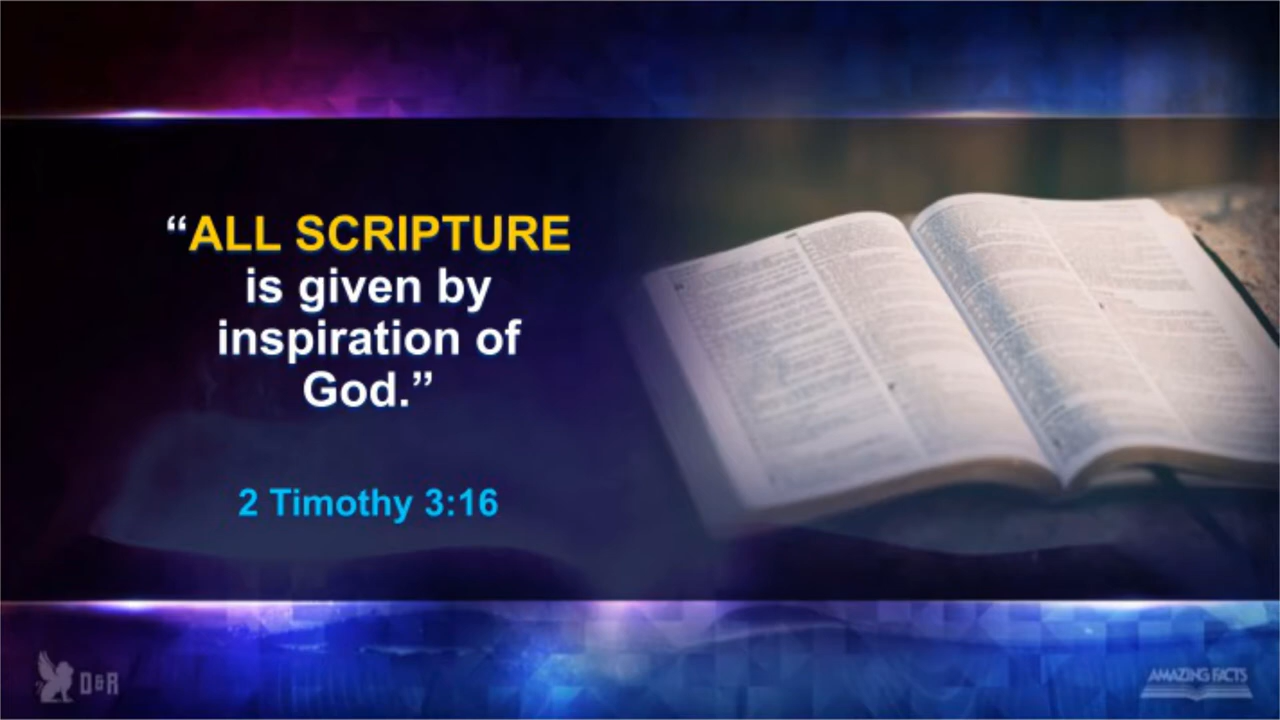 “ALL SCRIPTURE
is given by
inspiration of
God.”
2 Timothy 3:16
D&R
AMAZING FACTS